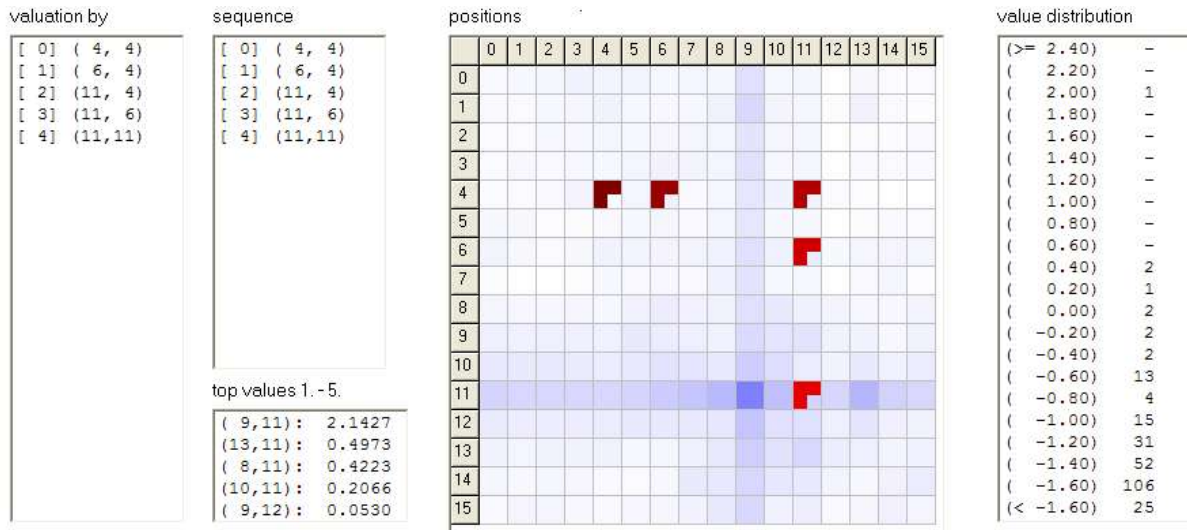 valuation by
[ 0] ( 4, 4)
[ 1] ( 6, 4)
[ 2] (11, 4)
[ 3] (11, 6)
[ 4] (11,11)
sequence
[ 0] ( 4, 4)
[ 1] ( 6, 4)
[ 2] (11, 4)
[ 3] (11, 6)
[ 4] (11,11)
top values 1. - 5.
( 9,11): 2.1427
(13,11): 0.4973
( 8,11): 0.4223
(10,11): 0.2066
( 9,12): 0.0530
positions
0 1 2 3 4 5 6 7 8 9 10 11 12 13 14 15
0
1
2
3
4
5
6
7
8
9
10
11
12
13
14
15
value distribution
(>= 2.40) -
( 2.20) -
( 2.00) 1
( 1.80) -
( 1.60) -
( 1.40) -
( 1.20) -
( 1.00) -
( 0.80) -
( 0.60) -
( 0.40) 2
( 0.20) 1
( 0.00) 2
( -0.20) 2
( -0.40) 2
( -0.60) 13
( -0.80) 4
( -1.00) 15
( -1.20) 31
( -1.40) 52
( -1.60) 106
(< -1.60) 25